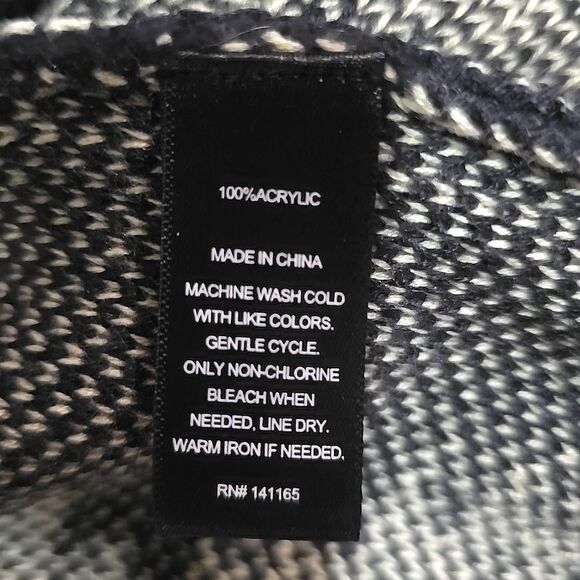 100%ACRYLIC
MADE IN CHINA
MACHINE WASH COLD
WITH LIKE COLORS.
GENTLE CYCLE.
ONLY NON-CHLORINE
BLEACH WHEN
NEEDED, LINE DRY.
WARM IRON IF NEEDED.
RN# 141165